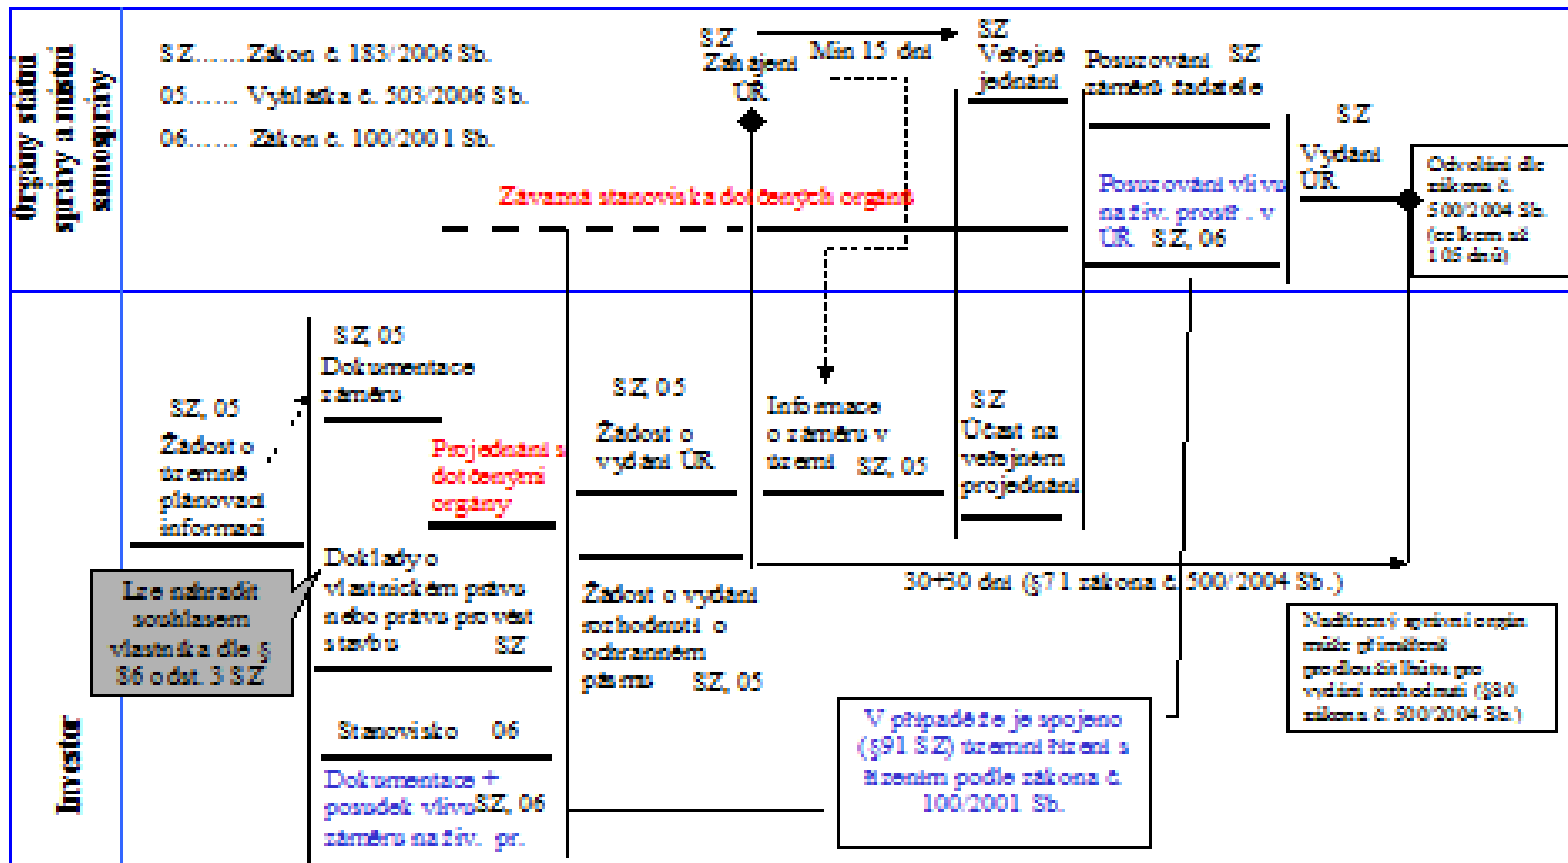 Orgány státní
správy a místní
samosprávy
SZ.......Zákon č. 183/2006 Sb.
05....... Vyhláška č. 503/2006 Sb.
06....... Zákon č. 100/2001 Sb.
SZ
Zahájení
ÚR
Min 15 dní
SZ
Veřejné
jednání
Posuzování SZ
záměrů žadatele
Závazná stanoviska dotčených orgánů
Posuzování vlivu
na živ. prostř. v
ÚR SZ, 06
SZ
Vydání
ÚR
Odvolání dle
zákona č.
500/2004 Sb.
(celkem až
105 dnů)
Investor
SZ, 05
Žádost o
územně
plánovací
informaci
SZ, 05
Dokumentace
záměru
Projednání s
dotčenými
orgány
Doklady o
vlastnickém právu
nebo právu provést
stavbu SZ
Lze nahradit
souhlasem
vlastníka dle §
86 odst. 3 SZ
Stanovisko 06
Dokumentace +
posudek vlivu SZ, 06
záměru na živ. pr.
SZ, 05
Žádost o
vydání ÚR
Žádost o vydání
rozhodnutí o
ochranném
pásmu SZ, 05
Informace
o záměru v
území SZ, 05
SZ
Účast na
veřejném
projednání
30+30 dní (§71 zákona č. 500/2004 Sb.)
V případě že je spojeno
(§91 SZ) územní řízení s
řízením podle zákona č.
100/2001 Sb.
Nadřízený správní orgán
může přiměřeně
prodloužit lhůtu pro
vydání rozhodnutí (§80
zákona č. 500/2004 Sb.)